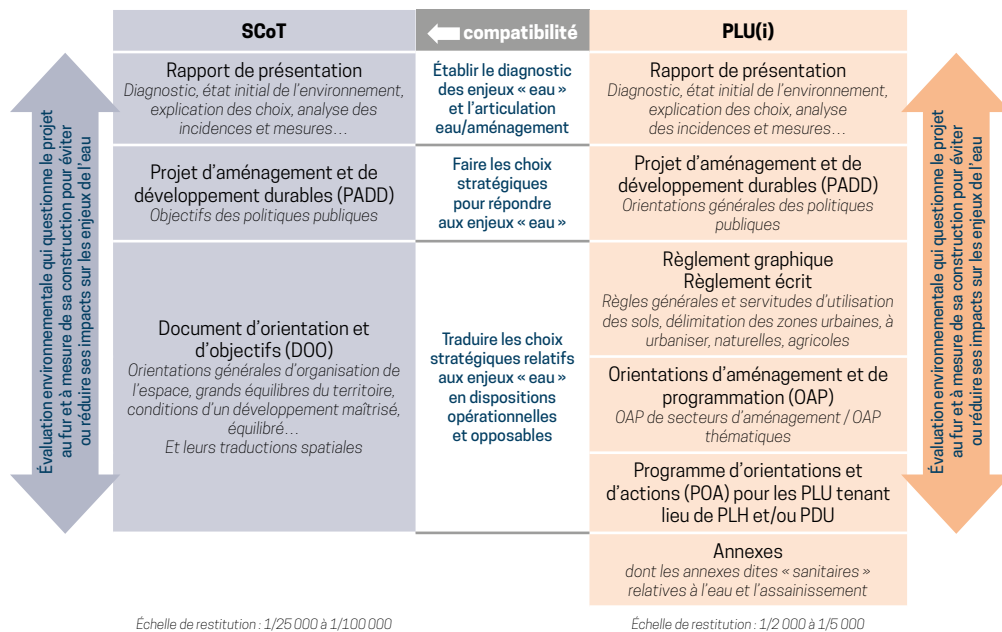 SCoT
compatibilité
PLU(i)
Évaluation environnementale qui questionne le projet
au fur et à mesure de sa construction pour éviter
ou réduire ses impacts sur les enjeux de l’eau
Rapport de présentation
Diagnostic, état initial de l’environnement,
explication des choix, analyse des
incidences et mesures…
Établir le diagnostic
des enjeux « eau »
et l’articulation
eau/aménagement
Rapport de présentation
Diagnostic, état initial de l’environnement,
explication des choix, analyse
des incidences et mesures…
Projet d’aménagement et de
développement durables (PADD)
Objectifs des politiques publiques
Faire les choix
stratégiques
pour répondre
aux enjeux « eau »
Projet d’aménagement et de
développement durables (PADD)
Orientations générales des politiques
publiques
Document d’orientation et
d’objectifs (DOO)
Orientations générales d’organisation de
l’espace, grands équilibres du territoire,
conditions d’un développement maîtrisé,
équilibré…
Et leurs traductions spatiales
Traduire les choix
stratégiques relatifs
aux enjeux « eau »
en dispositions
opérationnelles
et opposables
Règlement graphique
Règlement écrit
Règles générales et servitudes d’utilisation
des sols, délimitation des zones urbaines, à
urbaniser, naturelles, agricoles
Orientations d’aménagement et de
programmation (OAP)
OAP de secteurs d’aménagement / OAP
thématiques
Programme d’orientations et
d’actions (POA) pour les PLU tenant
lieu de PLH et/ou PDU
Annexes
dont les annexes dites « sanitaires »
relatives à l’eau et l’assainissement
Évaluation environnementale qui questionne le projet
au fur et à mesure de sa construction pour éviter
ou réduire ses impacts sur les enjeux de l’eau
Échelle de restitution : 1/25 000 à 1/100 000
Échelle de restitution : 1/2 000 à 1/5 000